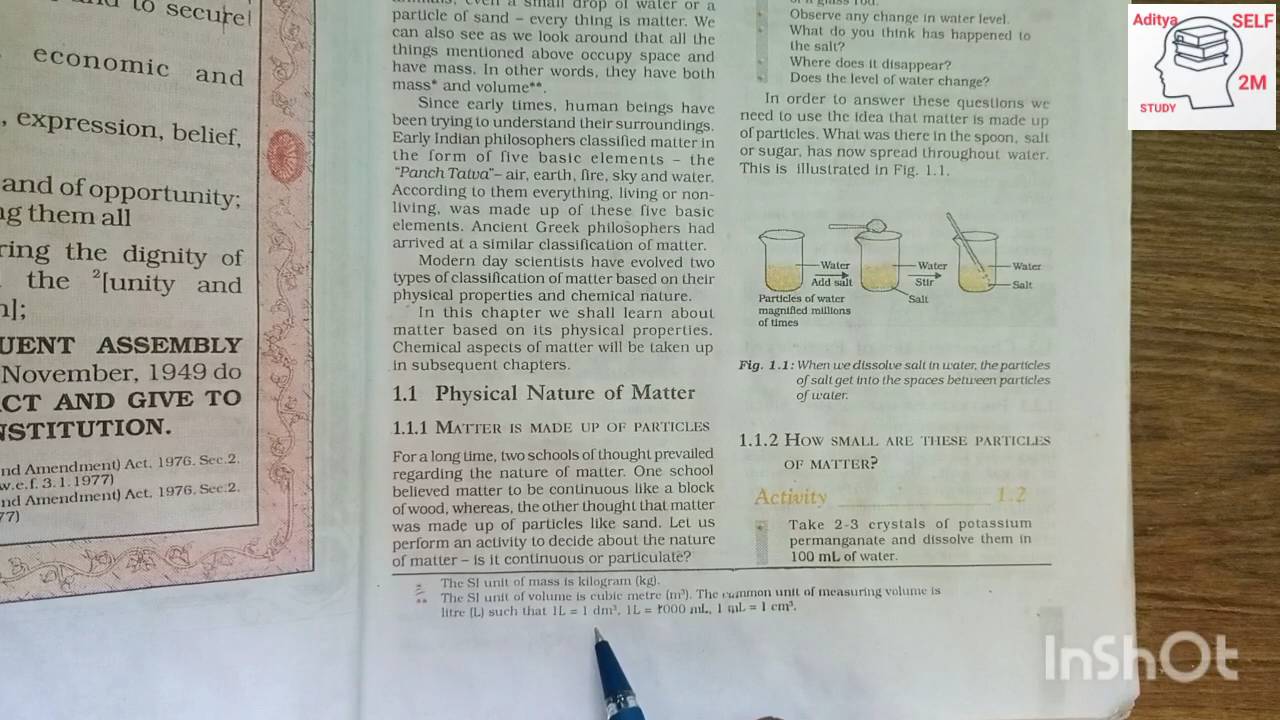 to secure
economic and
, expression, belief,
and of opportunity;
them all
the dignity of
the ²[unity and
ASSEMBLY
November, 1949 do
AND GIVE TO
nd Amendment) Act, 1976, Sec.2,
w.e.f. 3.1.1977)
nd Amendment) Act, 1976, Sec.2,
77)
even a small drop of water or a
particle of sand – every thing is matter. We
can also see as we look around that all the
things mentioned above occupy space and
have mass. In other words, they have both
mass* and volume**.
Since early times, human beings have
been trying to understand their surroundings.
Early Indian philosophers classified matter in
the form of five basic elements – the
“Panch Tatva”– air, earth, fire, sky and water.
According to them everything, living or non-
living, was made up of these five basic
elements. Ancient Greek philosophers had
arrived at a similar classification of matter.
Modern day scientists have evolved two
types of classification of matter based on their
physical properties and chemical nature.
In this chapter we shall learn about
matter based on its physical properties.
Chemical aspects of matter will be taken up
in subsequent chapters.
1.1 Physical Nature of Matter
1.1.1 MATTER IS MADE UP OF PARTICLES
For a long time, two schools of thought prevailed
regarding the nature of matter. One school
believed matter to be continuous like a block
of wood, whereas, the other thought that matter
was made up of particles like sand. Let us
perform an activity to decide about the nature
of matter – is it continuous or particulate?
of a glass rod.
Observe any change in water level.
What do you think has happened to
the salt?
Where does it disappear?
Does the level of water change?
In order to answer these questions we
need to use the idea that matter is made up
of particles. What was there in the spoon, salt
or sugar, has now spread throughout water.
This is illustrated in Fig. 1.1.
Water
Add salt
Water
Stir
Salt
Water
Salt
Particles of water
magnified millions
of times
Fig. 1.1: When we dissolve salt in water, the particles
of salt get into the spaces between particles
of water.
1.1.2 HOW SMALL ARE THESE PARTICLES
OF MATTER?
Activity 1.2
Take 2-3 crystals of potassium
permanganate and dissolve them in
100 mL of water.
* The SI unit of mass is kilogram (kg).
** The SI unit of volume is cubic metre (m³). The common unit of measuring volume is
litre (L) such that 1L = 1 dm³, 1L = 1000 mL, 1 mL = 1 cm³.
Aditya SELF
2M
STUDY
InShOt